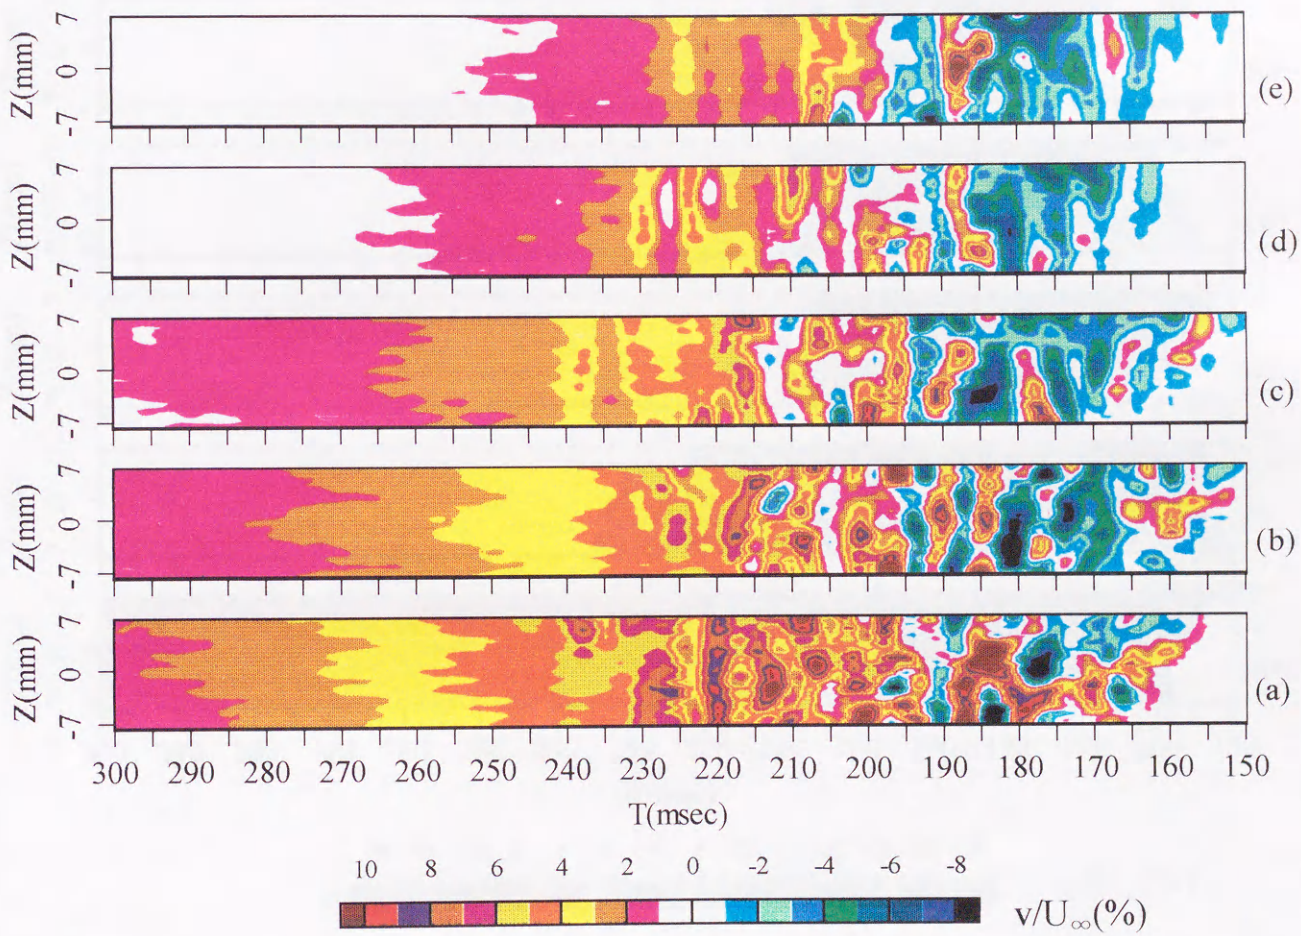 Z(mm) 7 0 -7 (e)
Z(mm) 7 0 -7 (d)
Z(mm) 7 0 -7 (c)
Z(mm) 7 0 -7 (b)
Z(mm) 7 0 -7 (a)
300 290 280 270 260 250 240 230 220 210 200 190 180 170 160 150
T(msec)
10 8 6 4 2 0 -2 -4 -6 -8
v/U∞(%)